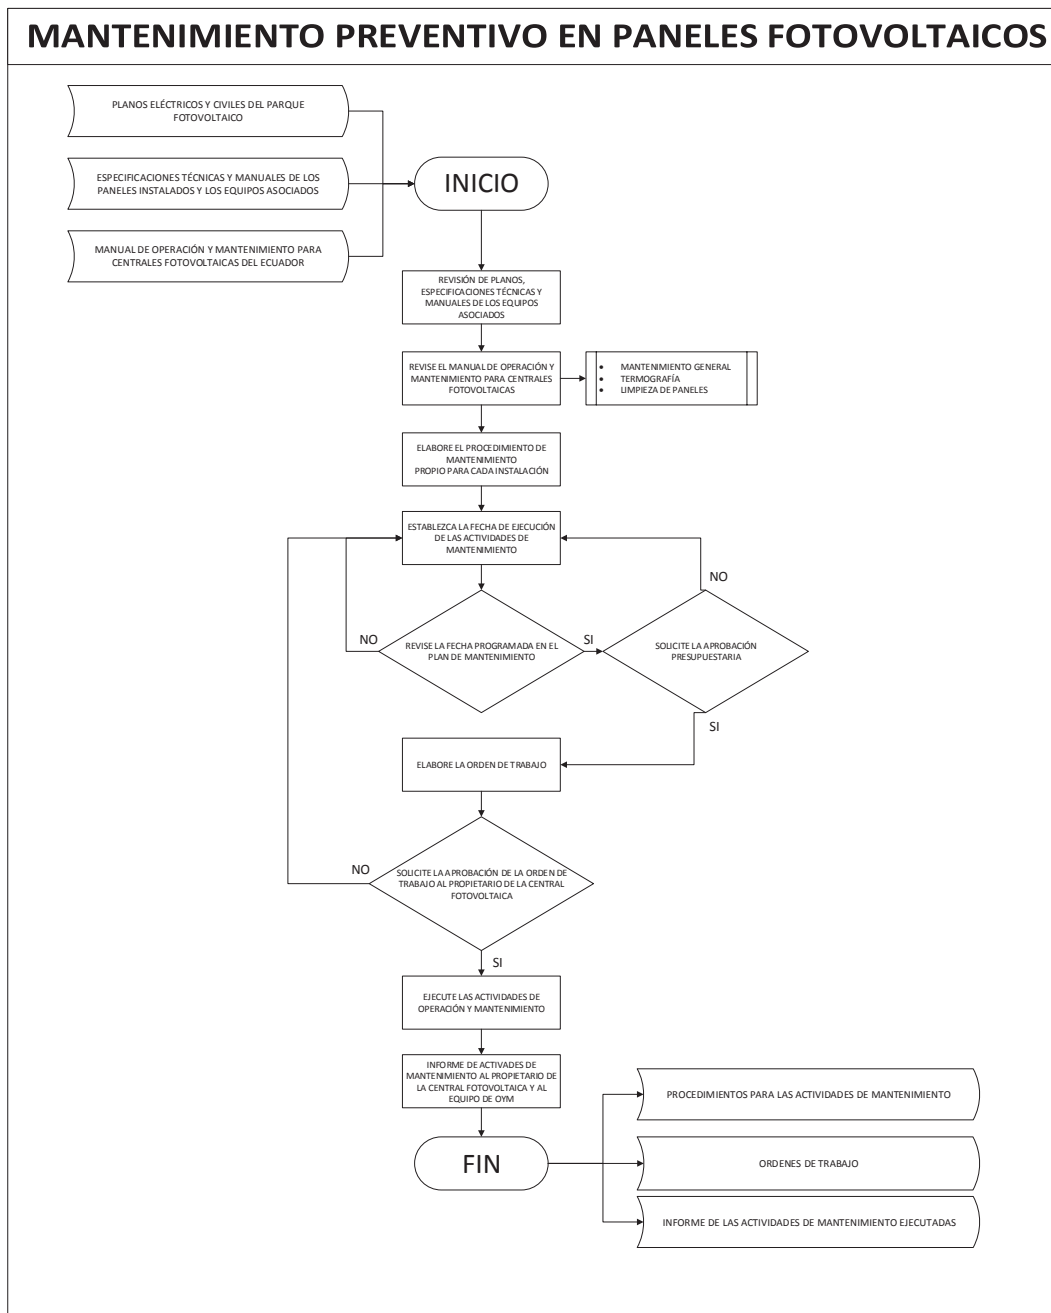 MANTENIMIENTO PREVENTIVO EN PANELES FOTOVOLTAICOS
PLANOS ELÉCTRICOS Y CIVILES DEL PARQUE
FOTOVOLTAICO
ESPECIFICACIONES TÉCNICAS Y MANUALES DE LOS
PANELES INSTALADOS Y LOS EQUIPOS ASOCIADOS
MANUAL DE OPERACIÓN Y MANTENIMIENTO PARA
CENTRALES FOTOVOLTAICAS DEL ECUADOR
INICIO
REVISIÓN DE PLANOS,
ESPECIFICACIONES TÉCNICAS Y
MANUALES DE LOS EQUIPOS
ASOCIADOS
REVISE EL MANUAL DE OPERACIÓN Y
MANTENIMIENTO PARA CENTRALES
FOTOVOLTAICAS
• MANTENIMIENTO GENERAL
• TERMOGRAFÍA
• LIMPIEZA DE PANELES
ELABORE EL PROCEDIMIENTO DE
MANTENIMIENTO
PROPIO PARA CADA INSTALACIÓN
ESTABLEZCA LA FECHA DE EJECUCIÓN
DE LAS ACTIVIDADES DE
MANTENIMIENTO
NO
REVISE LA FECHA PROGRAMADA EN EL
PLAN DE MANTENIMIENTO
SI
NO
SOLICITE LA APROBACIÓN
PRESUPUESTARIA
SI
ELABORE LA ORDEN DE TRABAJO
NO
SOLICITE LA APROBACIÓN DE LA ORDEN DE
TRABAJO AL PROPIETARIO DE LA CENTRAL
FOTOVOLTAICA
SI
EJECUTE LAS ACTIVIDADES DE
OPERACIÓN Y MANTENIMIENTO
INFORME DE ACTIVADES DE
MANTENIMIENTO AL PROPIETARIO DE
LA CENTRAL FOTOVOLTAICA Y AL
EQUIPO DE OYM
FIN
PROCEDIMIENTOS PARA LAS ACTIVIDADES DE MANTENIMIENTO
ORDENES DE TRABAJO
INFORME DE LAS ACTIVIDADES DE MANTENIMIENTO EJECUTADAS